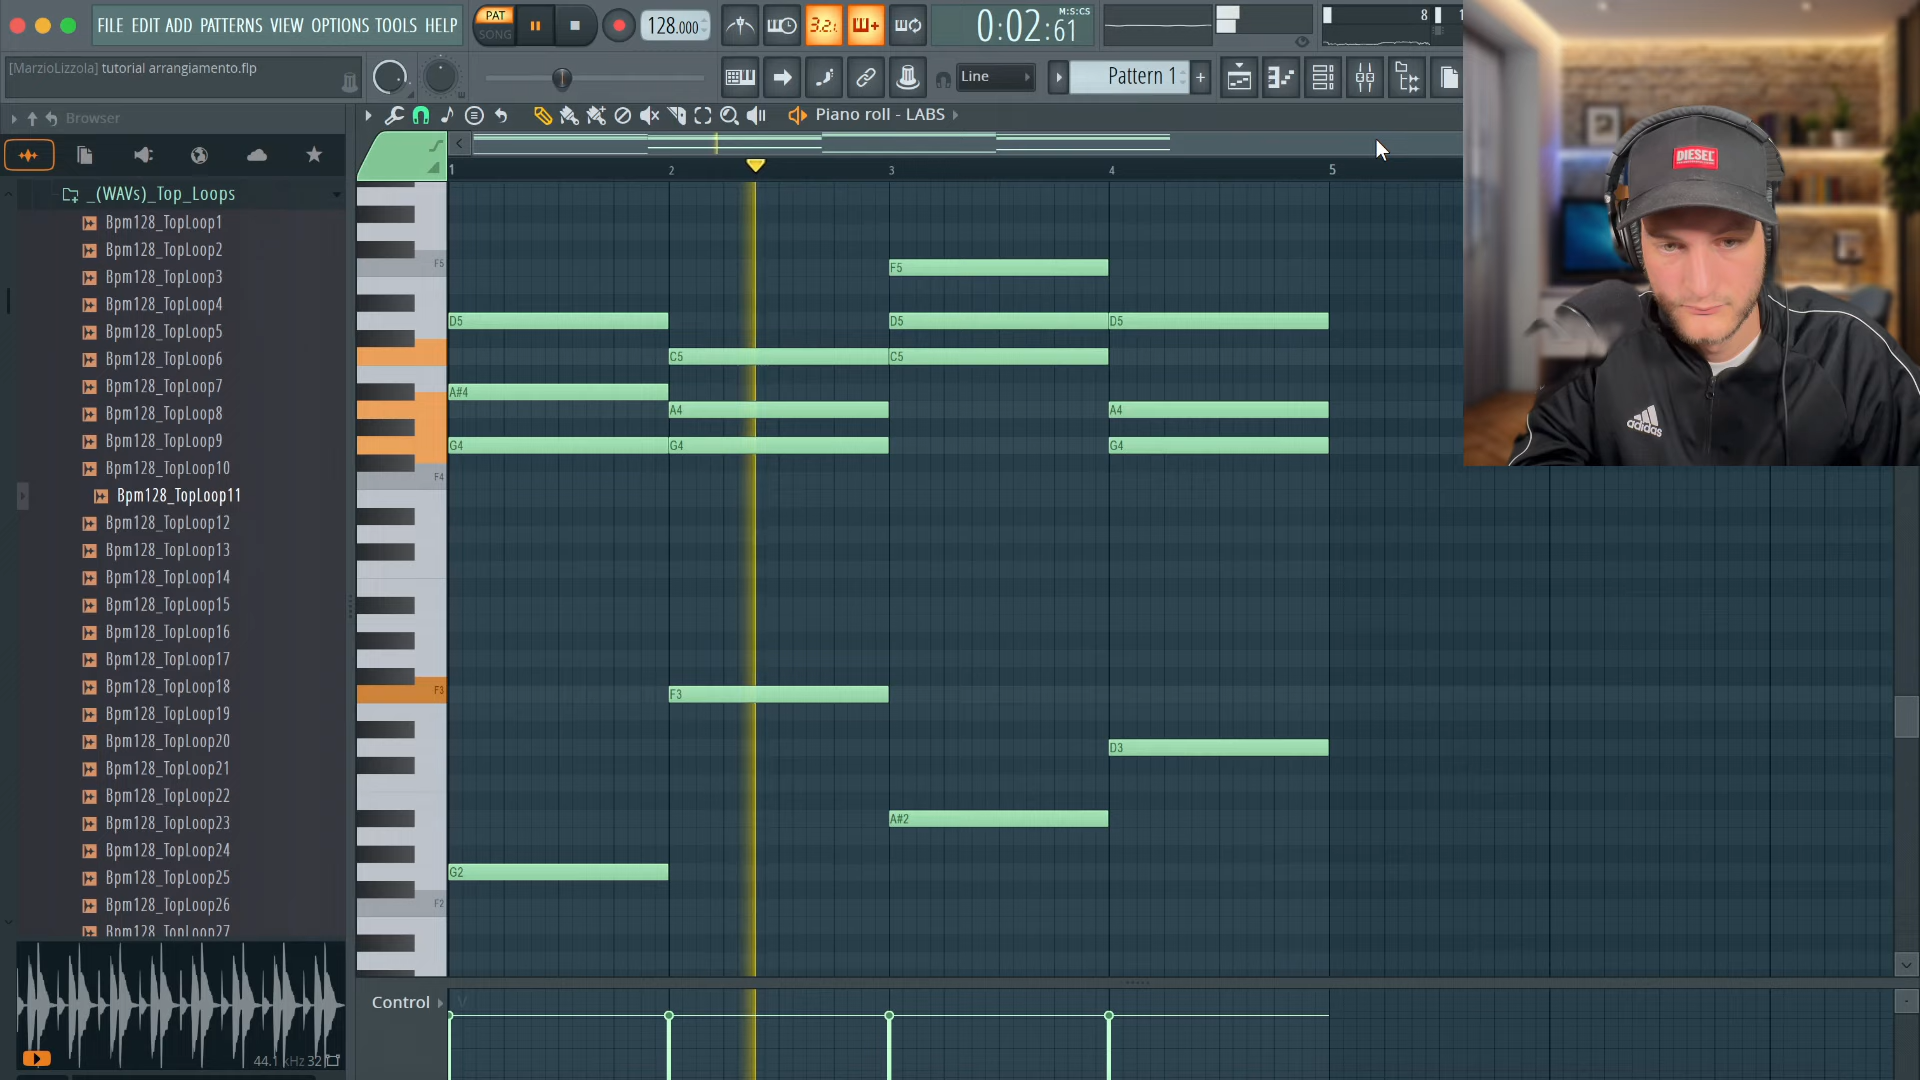 FILE EDIT ADD PATTERNS VIEW OPTIONS TOOLS HELP
PAT
SONG
128.000
3.2.
0:02:61
M:S:CS
8
[MarzioLizzola] tutorial arrangiamento.flp
Line
Pattern 1
Browser
Piano roll - LABS
1 2 3 4 5
_(WAVs)_Top_Loops
Bpm128_TopLoop1
Bpm128_TopLoop2
Bpm128_TopLoop3
Bpm128_TopLoop4
Bpm128_TopLoop5
Bpm128_TopLoop6
Bpm128_TopLoop7
Bpm128_TopLoop8
Bpm128_TopLoop9
Bpm128_TopLoop10
Bpm128_TopLoop11
Bpm128_TopLoop12
Bpm128_TopLoop13
Bpm128_TopLoop14
Bpm128_TopLoop15
Bpm128_TopLoop16
Bpm128_TopLoop17
Bpm128_TopLoop18
Bpm128_TopLoop19
Bpm128_TopLoop20
Bpm128_TopLoop21
Bpm128_TopLoop22
Bpm128_TopLoop23
Bpm128_TopLoop24
Bpm128_TopLoop25
Bpm128_TopLoop26
Bpm128_TopLoop27
44.1 kHz 32
F5
F5
D5 D5 D5
C5 C5
A#4
A4 A4
G4 G4 G4
F4
F3 F3
D3
A#2
G2
F2
Control
V
DIESEL
adidas